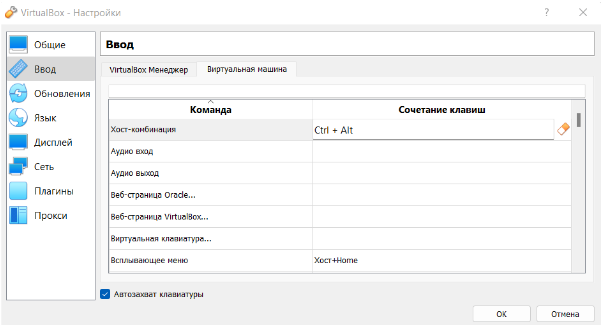 VirtualBox - Настройки
Общие
Ввод
Обновления
Язык
Дисплей
Сеть
Плагины
Прокси
Ввод
VirtualBox Менеджер Виртуальная машина
Команда Сочетание клавиш
Хост-комбинация Ctrl + Alt
Аудио вход
Аудио выход
Веб-страница Oracle...
Веб-страница VirtualBox...
Виртуальная клавиатура...
Всплывающее меню Хост+Home
Автозахват клавиатуры
ОК Отмена